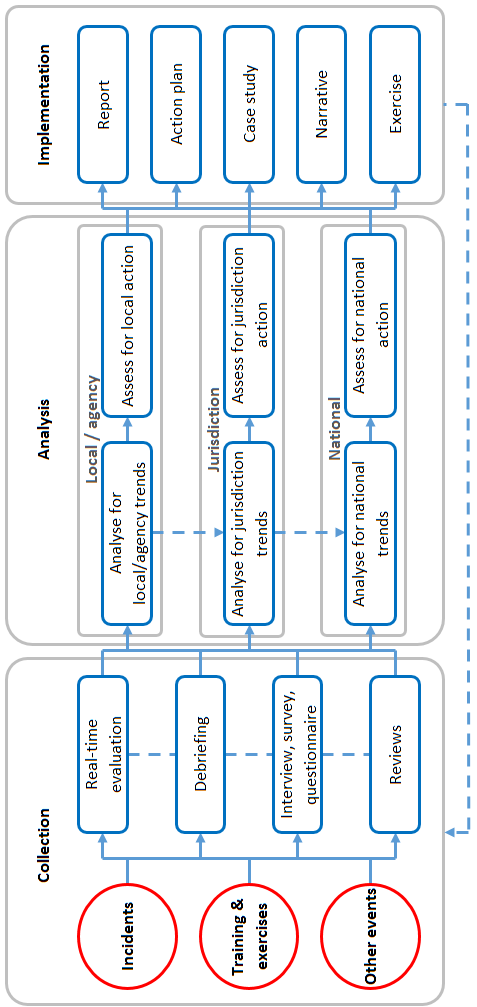 Collection
Incidents
Training &
exercises
Other events
Real-time
evaluation
Debriefing
Interview, survey,
questionnaire
Reviews
Analysis
Local / agency
Analyse for
local/agency trends
Assess for local action
Jurisdiction
Analyse for jurisdiction
trends
Assess for jurisdiction
action
National
Analyse for national
trends
Assess for national
action
Implementation
Report
Action plan
Case study
Narrative
Exercise